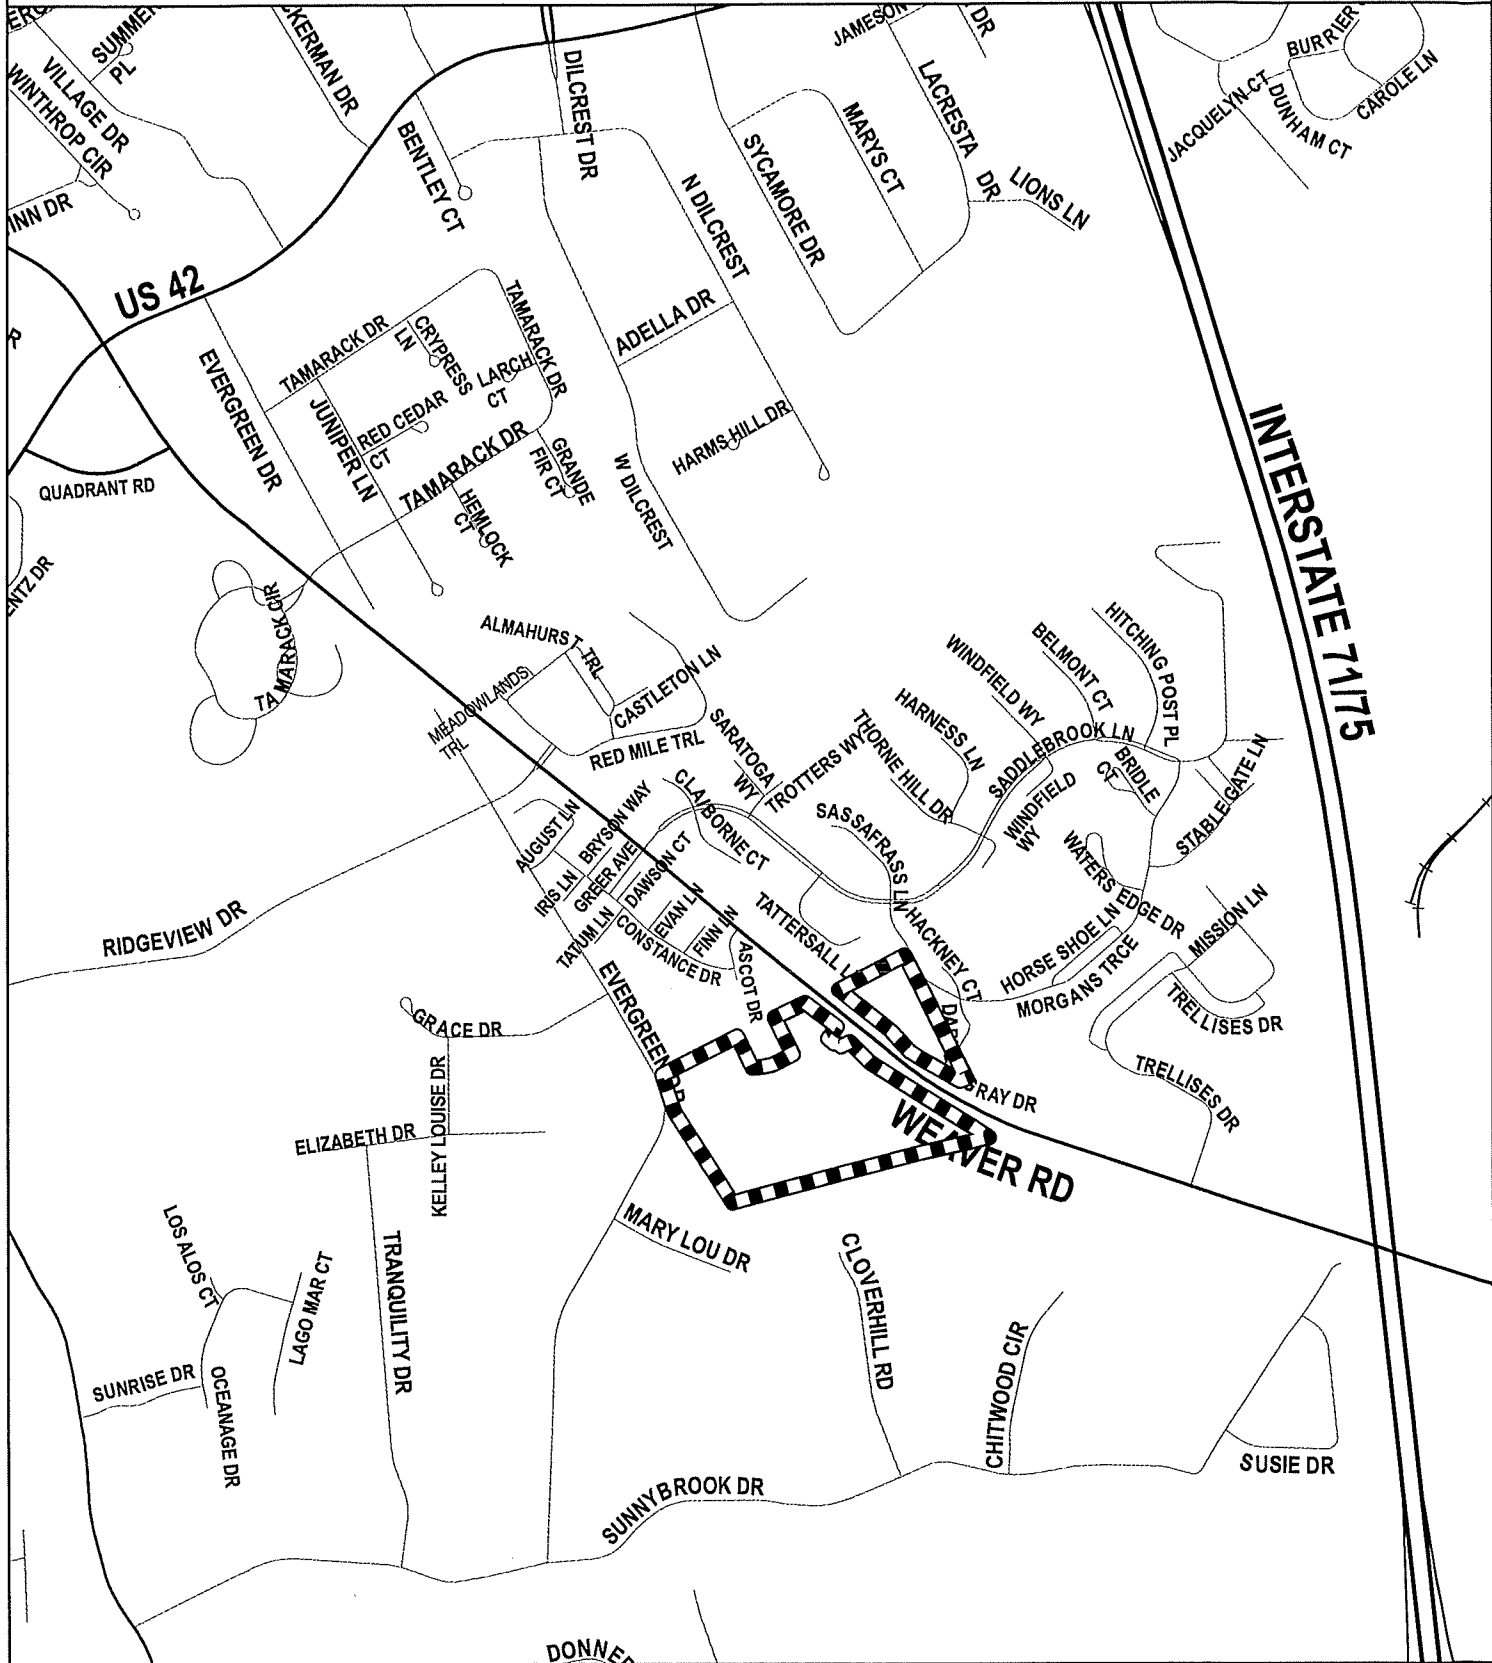 SUMMER
PL
VILLAGE DR
WINTHROP CIR
CKERMAN DR
BENTLEY CT
DILCREST DR
JAMESON
DR
LACRESTA DR
MARYS CT
SYCAMORE DR
LIONS LN
BURRIER
CAROLE LN
JACQUELYN CT
DUNHAM CT
N DILCREST
US 42
TAMARACK DR
CRYPRESS
LN
TAMARACK DR
LARCH
CT
ADELLA DR
EVERGREEN DR
JUNIPER LN
RED CEDAR
CT
TAMARACK DR
GRANDE
FIR CT
HARMS HILL DR
W DILCREST
HEMLOCK
CT
QUADRANT RD
ENTZ DR
INTERSTATE 71/75
TAMARACK CIR
ALMAHURST TRL
CASTLETON LN
MEADOWLANDS
TRL
RED MILE TRL
SARATOGA
WY
TROTTERS WY
THORNE HILL DR
HARNESS LN
WINDFIELD WY
BELMONT CT
HITCHING POST PL
SADDLEBROOK LN
BRIDLE
CT
STABLEGATE LN
WINDFIELD
WY
CLAIBORNE CT
SASSAFRASS LN
WATERS EDGE DR
MISSION LN
AUGUST LN
BRYSON WAY
IRIS LN
GREER AVE
DAWSON CT
EVAN LN
FINN LN
TATUM LN
CONSTANCE DR
ASCOT DR
TATTERSALL L
HACKNEY CT
HORSE SHOE LN
MORGANS TRCE
TRELLISES DR
RIDGEVIEW DR
GRACE DR
EVERGREEN
GRAY DR
TRELLISES DR
WEAVER RD
KELLEY LOUISE DR
ELIZABETH DR
MARY LOU DR
LOS ALOS CT
LAGO MAR CT
TRANQUILITY DR
CLOVERHILL RD
CHITWOOD CIR
SUNRISE DR
OCEANAGE DR
SUNNYBROOK DR
SUSIE DR